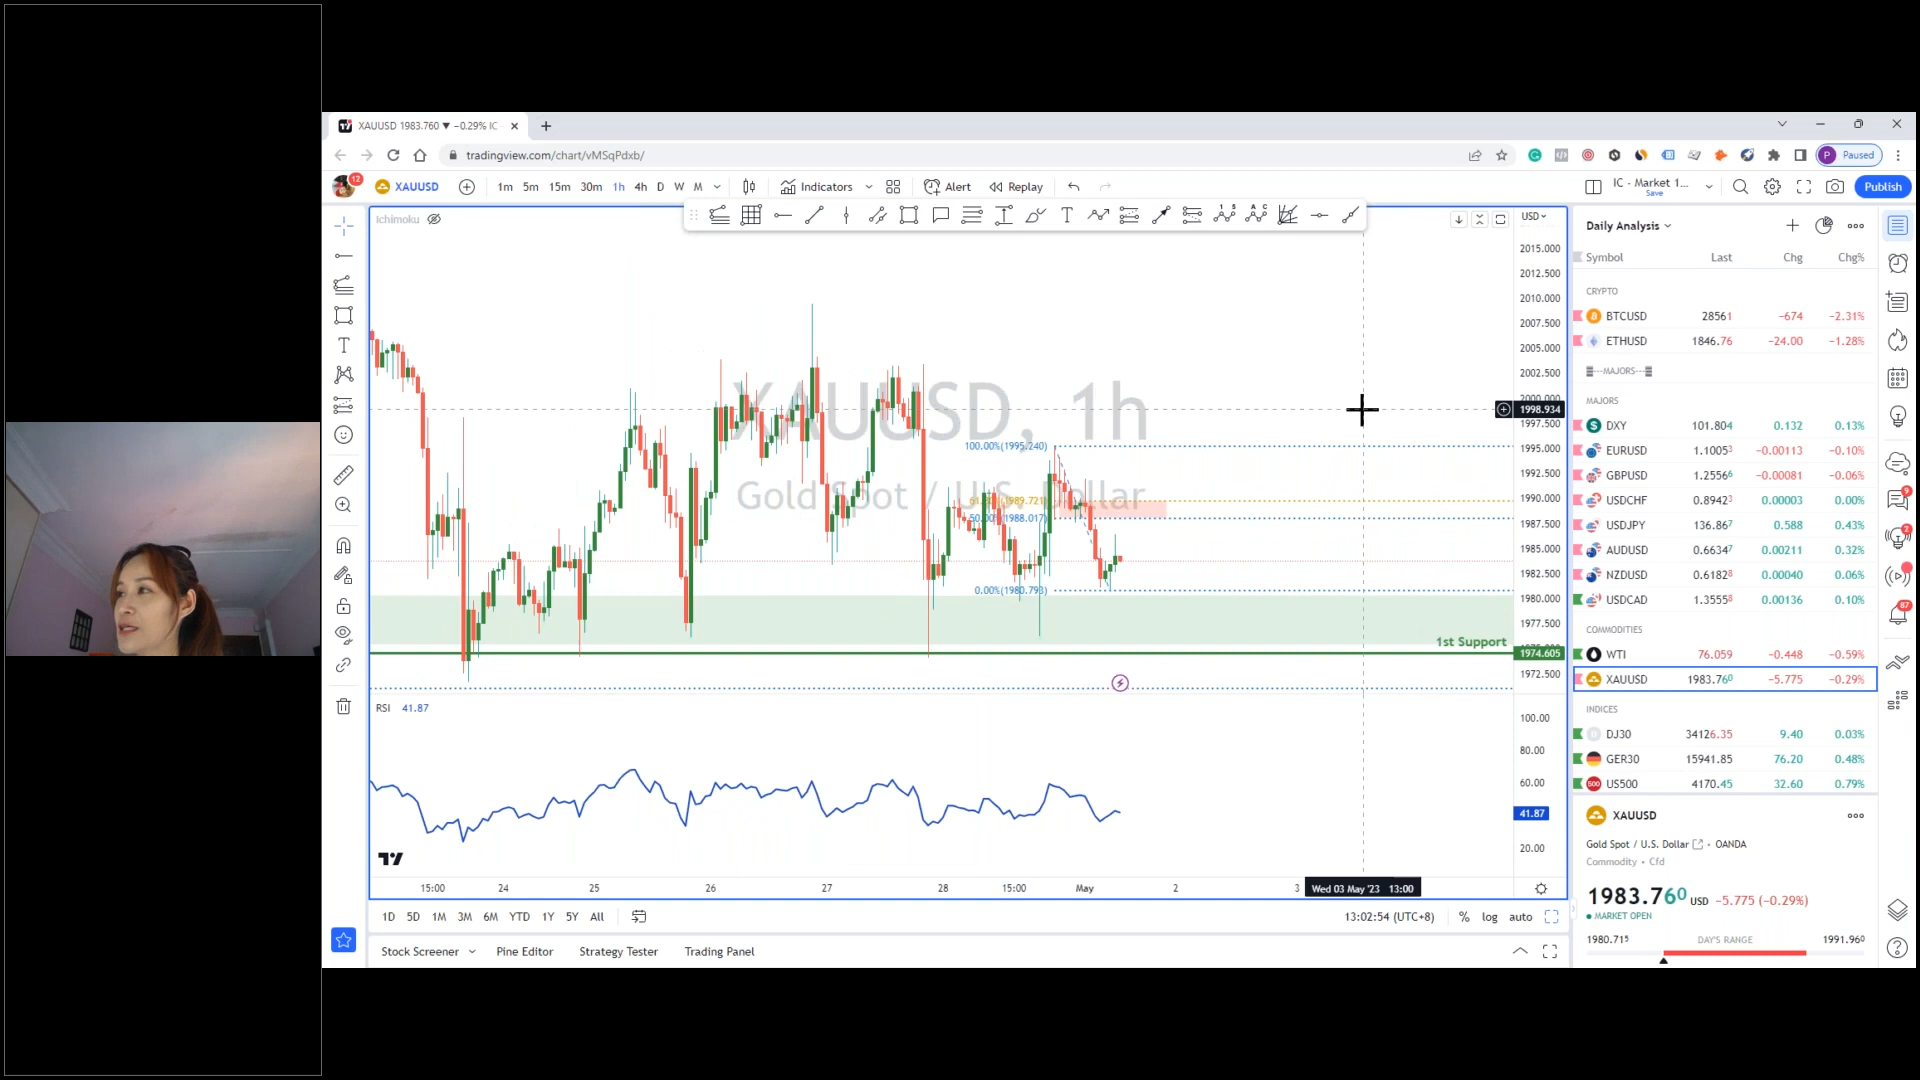 XAUUSD 1983.760 ▼ −0.29% IC
tradingview.com/chart/vMSqPdxb/
P Paused
12 XAUUSD 1m 5m 15m 30m 1h 4h D W M Indicators Alert Replay
IC - Market 1...
Save
Publish
Ichimoku
USD
XAUUSD, 1h
Gold Spot / U.S. Dollar
100.00%(1995.240)
50.00%(1988.017)
0.00%(1980.793)
1st Support
2015.000
2012.500
2010.000
2007.500
2005.000
2002.500
2000.000
1998.934
1997.500
1995.000
1992.500
1990.000
1987.500
1985.000
1982.500
1980.000
1977.500
1974.605
1972.500
RSI 41.87
100.00
80.00
60.00
41.87
20.00
15:00 24 25 26 27 28 15:00 May 2 3 Wed 03 May '23 13:00
1D 5D 1M 3M 6M YTD 1Y 5Y All
13:02:54 (UTC+8) % log auto
Stock Screener Pine Editor Strategy Tester Trading Panel
Daily Analysis
Symbol Last Chg Chg%
CRYPTO
BTCUSD 28561 −674 −2.31%
ETHUSD 1846.76 −24.00 −1.28%
MAJORS
MAJORS
DXY 101.804 0.132 0.13%
EURUSD 1.10053 −0.00113 −0.10%
GBPUSD 1.25566 −0.00081 −0.06%
USDCHF 0.89423 0.00003 0.00%
USDJPY 136.867 0.588 0.43%
AUDUSD 0.66347 0.00211 0.32%
NZDUSD 0.61828 0.00040 0.06%
USDCAD 1.35558 0.00136 0.10%
COMMODITIES
WTI 76.059 −0.448 −0.59%
XAUUSD 1983.760 −5.775 −0.29%
INDICES
DJ30 34126.35 9.40 0.03%
GER30 15941.85 76.20 0.48%
500 US500 4170.45 32.60 0.79%
XAUUSD
Gold Spot / U.S. Dollar • OANDA
Commodity • Cfd
1983.760 USD −5.775 (−0.29%)
MARKET OPEN
1980.715 DAY'S RANGE 1991.960
9
2
87